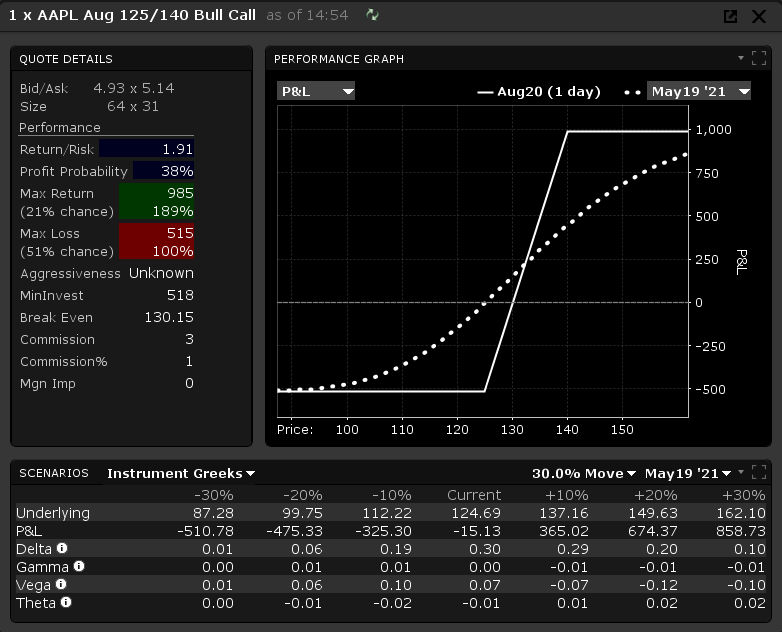 1 x AAPL Aug 125/140 Bull Call as of 14:54
QUOTE DETAILS
Bid/Ask 4.93 x 5.14
Size 64 x 31
Performance
Return/Risk 1.91
Profit Probability 38%
Max Return 985
(21% chance) 189%
Max Loss 515
(51% chance) 100%
Aggressiveness Unknown
MinInvest 518
Break Even 130.15
Commission 3
Commission% 1
Mgn Imp 0
PERFORMANCE GRAPH
P&L Aug20 (1 day) May19 '21
1,000
750
500
250
0
-250
-500
P&L
Price: 100 110 120 130 140 150
SCENARIOS Instrument Greeks 30.0% Move May19 '21
-30% -20% -10% Current +10% +20% +30%
Underlying 87.28 99.75 112.22 124.69 137.16 149.63 162.10
P&L -510.78 -475.33 -325.30 -15.13 365.02 674.37 858.73
Delta 0.01 0.06 0.19 0.30 0.29 0.20 0.10
Gamma 0.00 0.01 0.01 0.00 -0.01 -0.01 -0.01
Vega 0.01 0.06 0.10 0.07 -0.07 -0.12 -0.10
Theta 0.00 -0.01 -0.02 -0.01 0.01 0.02 0.02